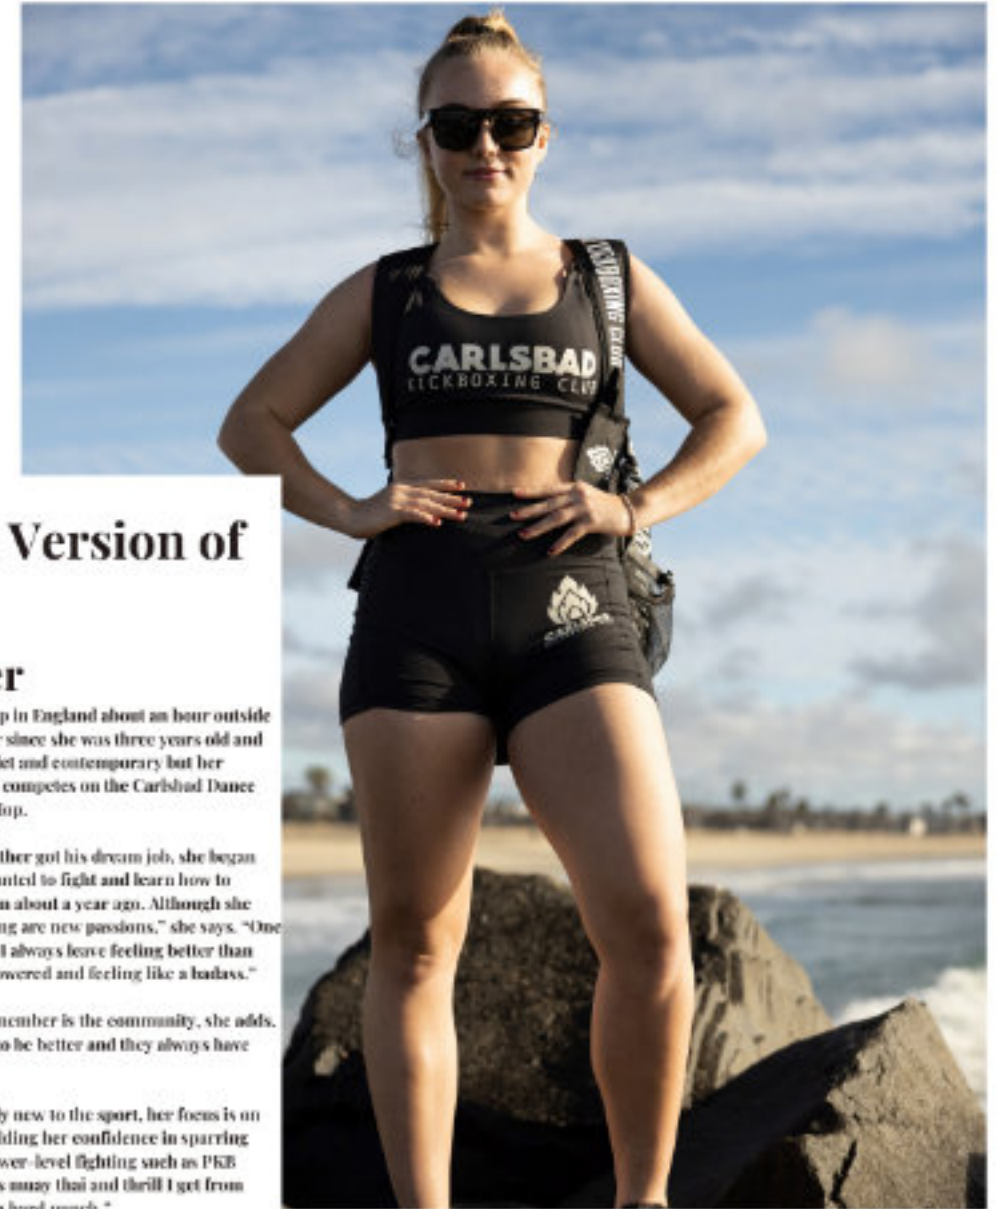 CARLSBAD
KICKBOXING CLUB
KICKBOXING CLUB
Version of
er
p in England about an hour outside
r since she was three years old and
let and contemporary but her
competes on the Carlsbad Dance
ther got his dream job, she began
nted to fight and learn how to
n about a year ago. Although she
ng are new passions,” she says. “One
I always leave feeling better than
owered and feeling like a badass.”
member is the community, she adds.
to be better and they always have
ly new to the sport, her focus is on
lding her confidence in sparring
wer-level fighting such as PKB
s muay thai and thrill I get from